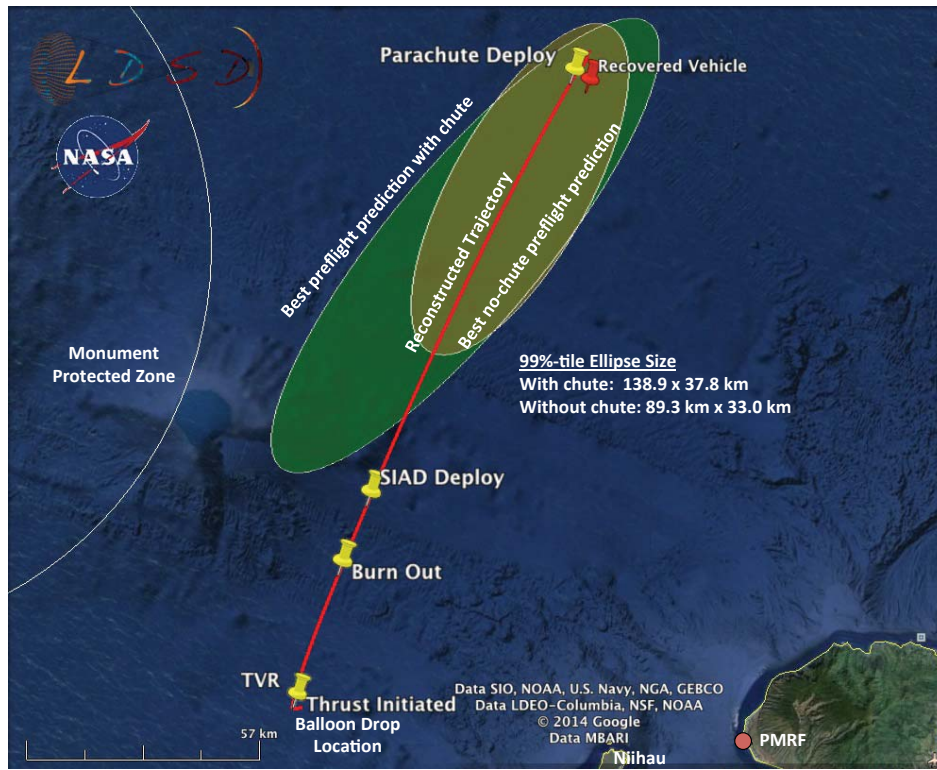 LDSD
NASA
Parachute Deploy
Recovered Vehicle
Best preflight prediction with chute
Reconstructed Trajectory
Best no-chute preflight prediction
Monument
Protected Zone
99%-tile Ellipse Size
With chute: 138.9 x 37.8 km
Without chute: 89.3 km x 33.0 km
SIAD Deploy
Burn Out
TVR
Thrust Initiated
Balloon Drop
Location
57 km
Data SIO, NOAA, U.S. Navy, NGA, GEBCO
Data LDEO-Columbia, NSF, NOAA
© 2014 Google
Data MBARI
Niihau
PMRF